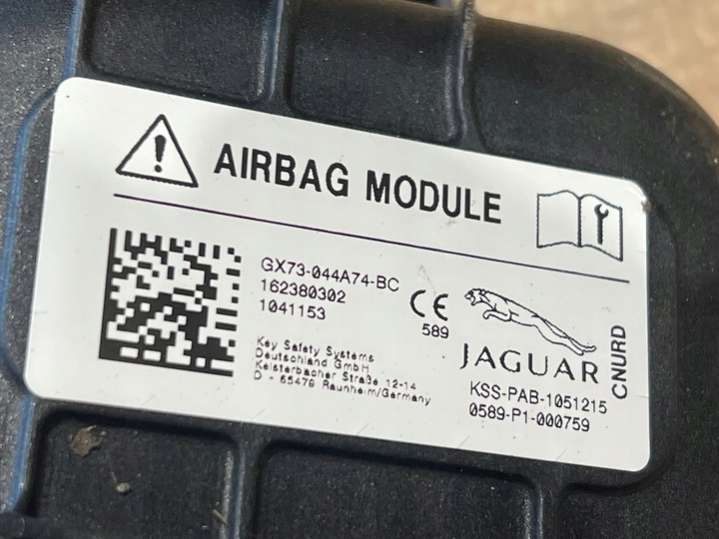 AIRBAG MODULE
GX73-044A74-BC
162380302
1041153
CE
589
Key Safety Systems
Deutschland GmbH
Kelsterbacher Straße 12-14
D - 65479 Raunheim/Germany
JAGUAR
CNURD
KSS-PAB-1051215
0589-P1-000759